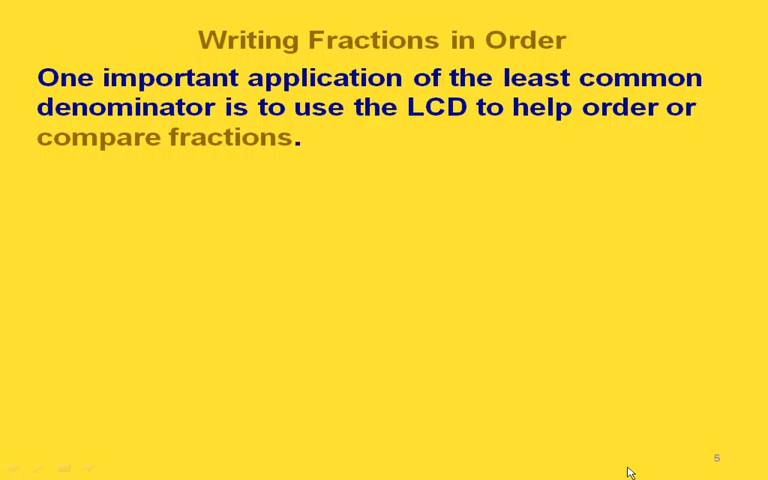 Writing Fractions in Order
One important application of the least common
denominator is to use the LCD to help order or
compare fractions.
5